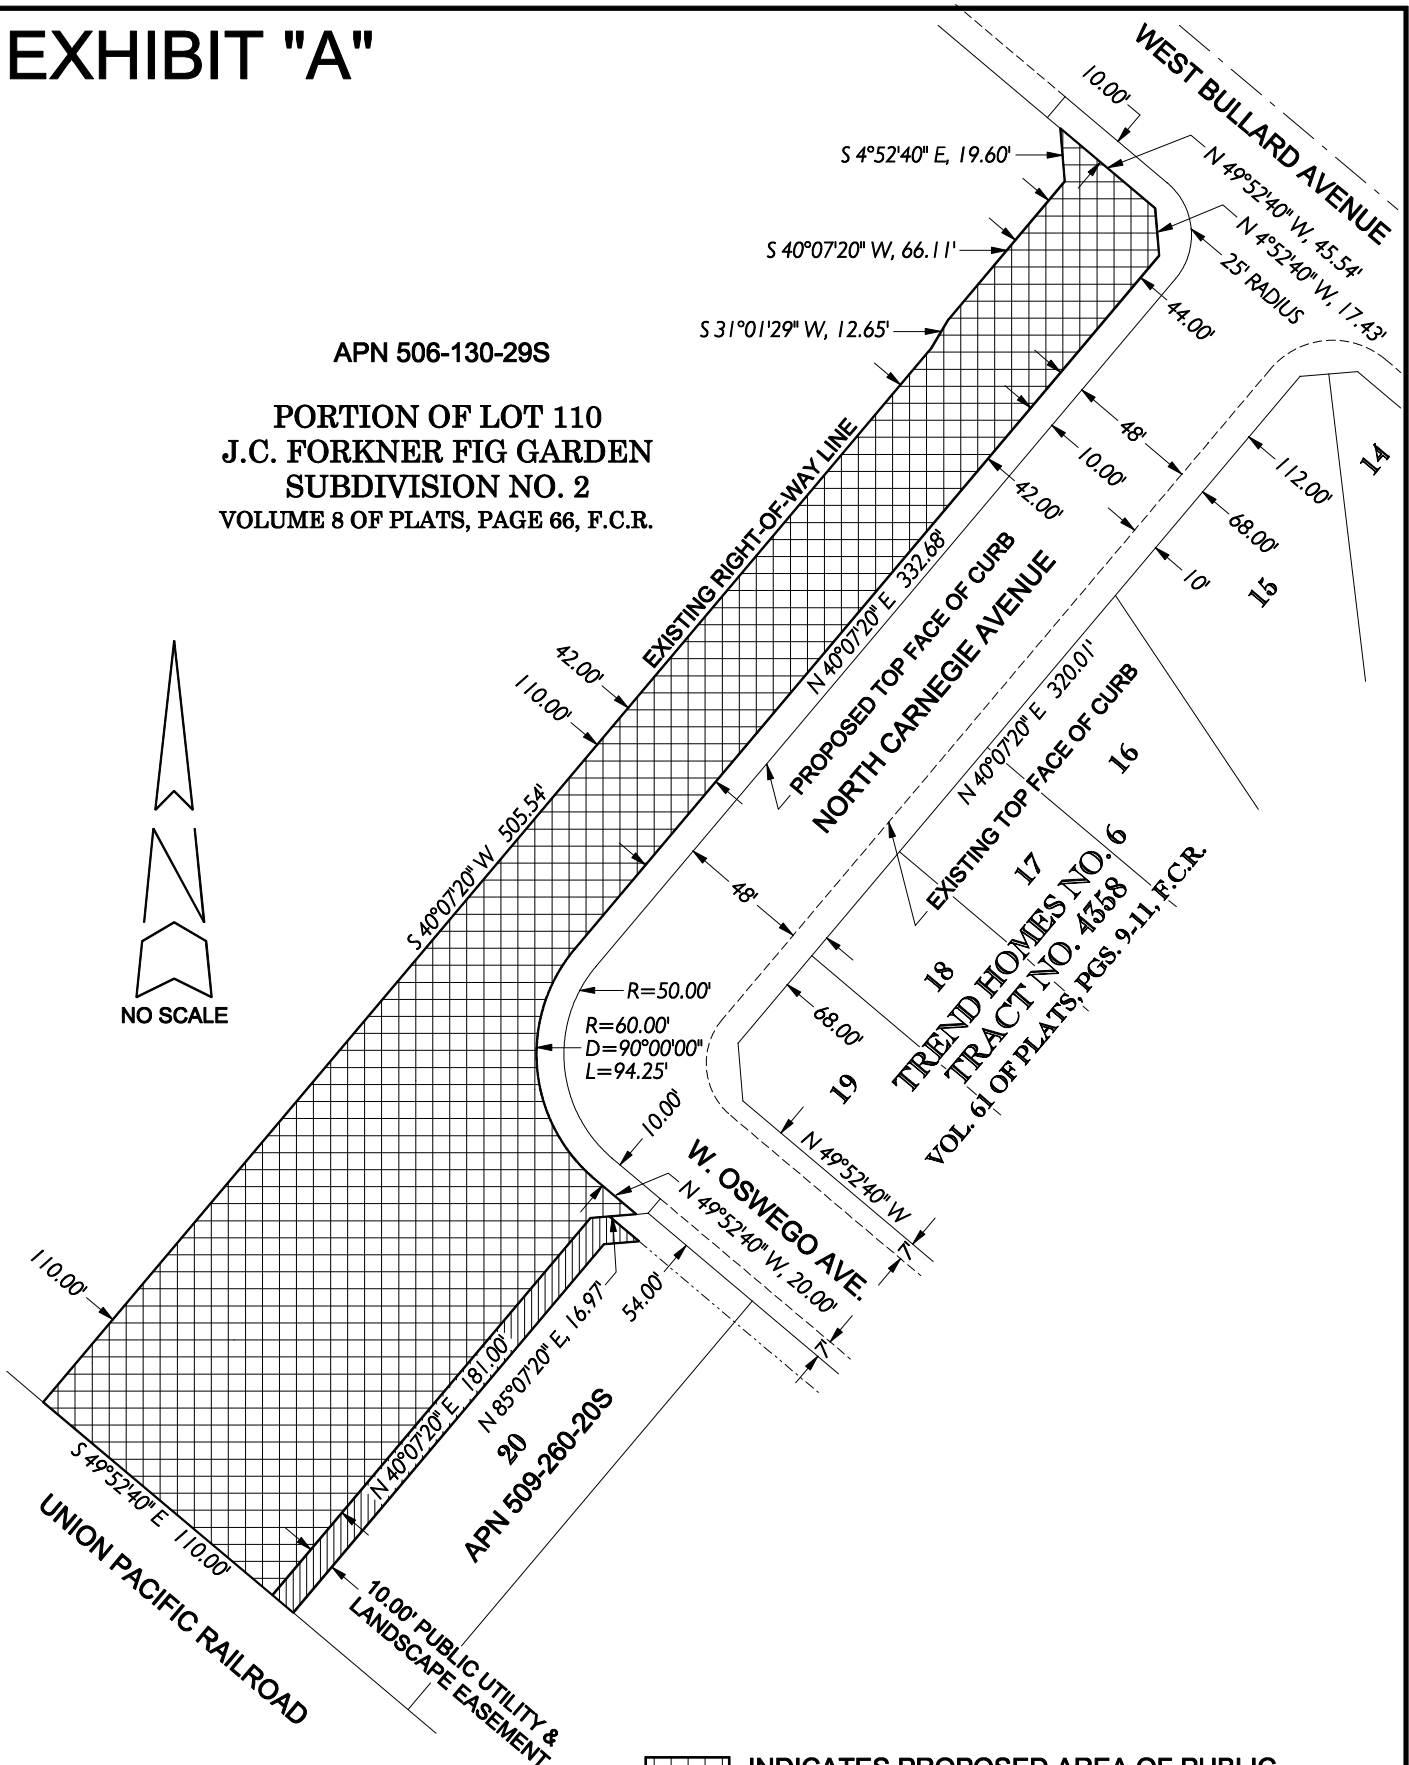 EXHIBIT "A"
WEST BULLARD AVENUE
10.00'
S 4°52'40" E, 19.60'
N 49°52'40" W, 45.54'
N 4°52'40" W, 17.43'
25' RADIUS
S 40°07'20" W, 66.11'
S 31°01'29" W, 12.65'
44.00'
APN 506-130-29S
PORTION OF LOT 110
J.C. FORKNER FIG GARDEN
SUBDIVISION NO. 2
VOLUME 8 OF PLATS, PAGE 66, F.C.R.
EXISTING RIGHT-OF-WAY LINE
48'
10.00'
42.00'
112.00'
68.00'
10'
14
15
N 40°07'20" E 332.68'
PROPOSED TOP FACE OF CURB
NORTH CARNEGIE AVENUE
N 40°07'20" E 320.01'
EXISTING TOP FACE OF CURB
42.00'
110.00'
S 40°07'20" W 505.54'
16
17
18
19
48'
68.00'
TREND HOMES NO. 6
TRACT NO. 4358
VOL. 61 OF PLATS, PGS. 9-11, F.C.R.
N
NO SCALE
R=50.00'
R=60.00'
D=90°00'00"
L=94.25'
10.00'
W. OSWEGO AVE.
N 49°52'40" W
N 49°52'40" W, 20.00'
7'
7'
54.00'
N 85°07'20" E, 16.97'
N 40°07'20" E 181.00'
20
APN 509-260-20S
110.00'
S 49°52'40" E 110.00'
UNION PACIFIC RAILROAD
10.00' PUBLIC UTILITY &
LANDSCAPE EASEMENT
INDICATES PROPOSED AREA OF PUBLIC